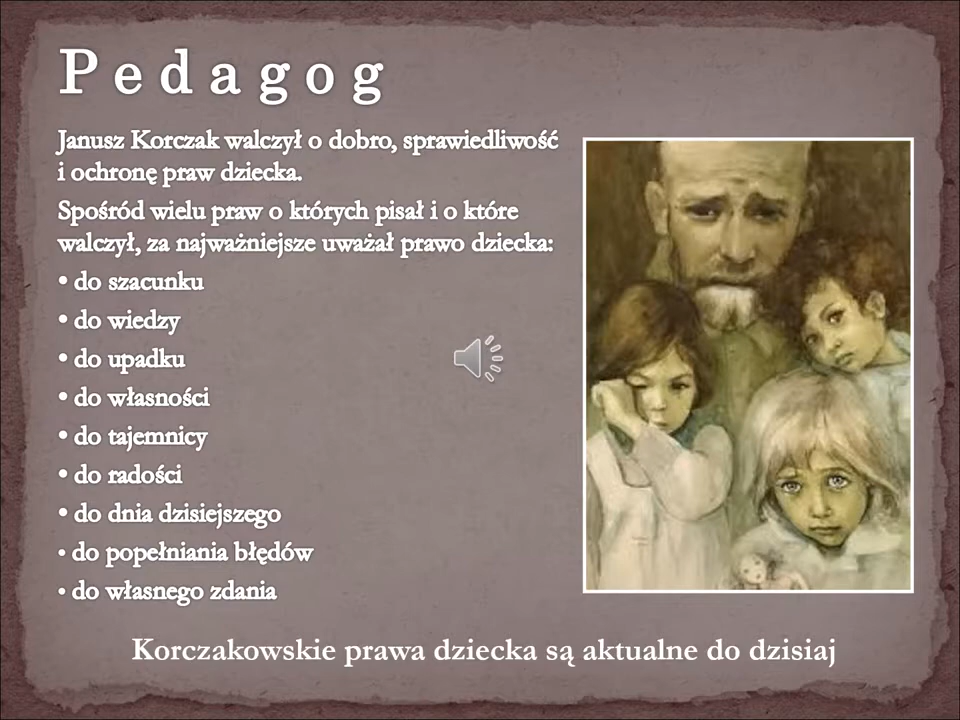 Pedagog
Janusz Korczak walczył o dobro, sprawiedliwość
i ochronę praw dziecka.
Spośród wielu praw o których pisał i o które
walczył, za najważniejsze uważał prawo dziecka:
• do szacunku
• do wiedzy
• do upadku
• do własności
• do tajemnicy
• do radości
• do dnia dzisiejszego
• do popełniania błędów
• do własnego zdania
Korczakowskie prawa dziecka są aktualne do dzisiaj